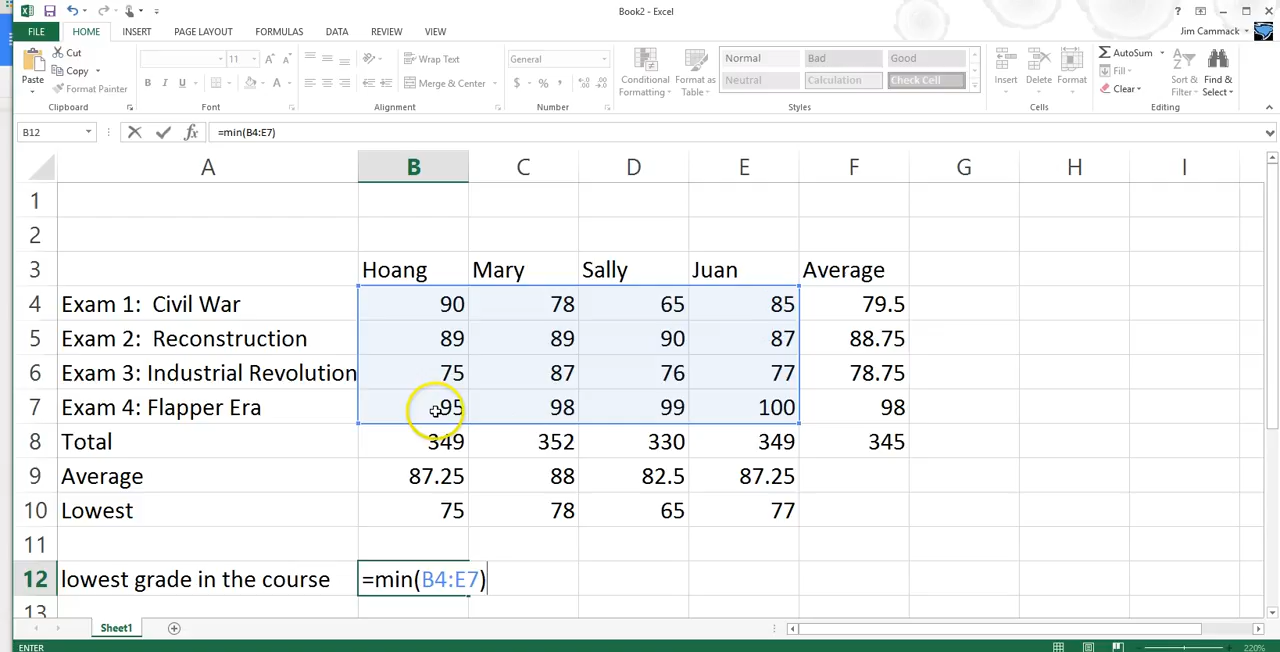 Book2 - Excel
?
FILE HOME INSERT PAGE LAYOUT FORMULAS DATA REVIEW VIEW
Jim Cammack
Paste
Cut
Copy
Format Painter
11
A A
B I U
A
Wrap Text
Merge & Center
General
$ % ,
Conditional Formatting
Format as Table
Normal Bad Good
Neutral Calculation Check Cell
Insert Delete Format
AutoSum
Fill
Clear
Sort & Filter
Find & Select
Clipboard Font Alignment Number Styles Cells Editing
B12 fx =min(B4:E7)
A B C D E F G H I
1
2
3 Hoang Mary Sally Juan Average
4 Exam 1: Civil War 90 78 65 85 79.5
5 Exam 2: Reconstruction 89 89 90 87 88.75
6 Exam 3: Industrial Revolution 75 87 76 77 78.75
7 Exam 4: Flapper Era 95 98 99 100 98
8 Total 349 352 330 349 345
9 Average 87.25 88 82.5 87.25
10 Lowest 75 78 65 77
11
12 lowest grade in the course =min(B4:E7)
13
Sheet1
ENTER 220%